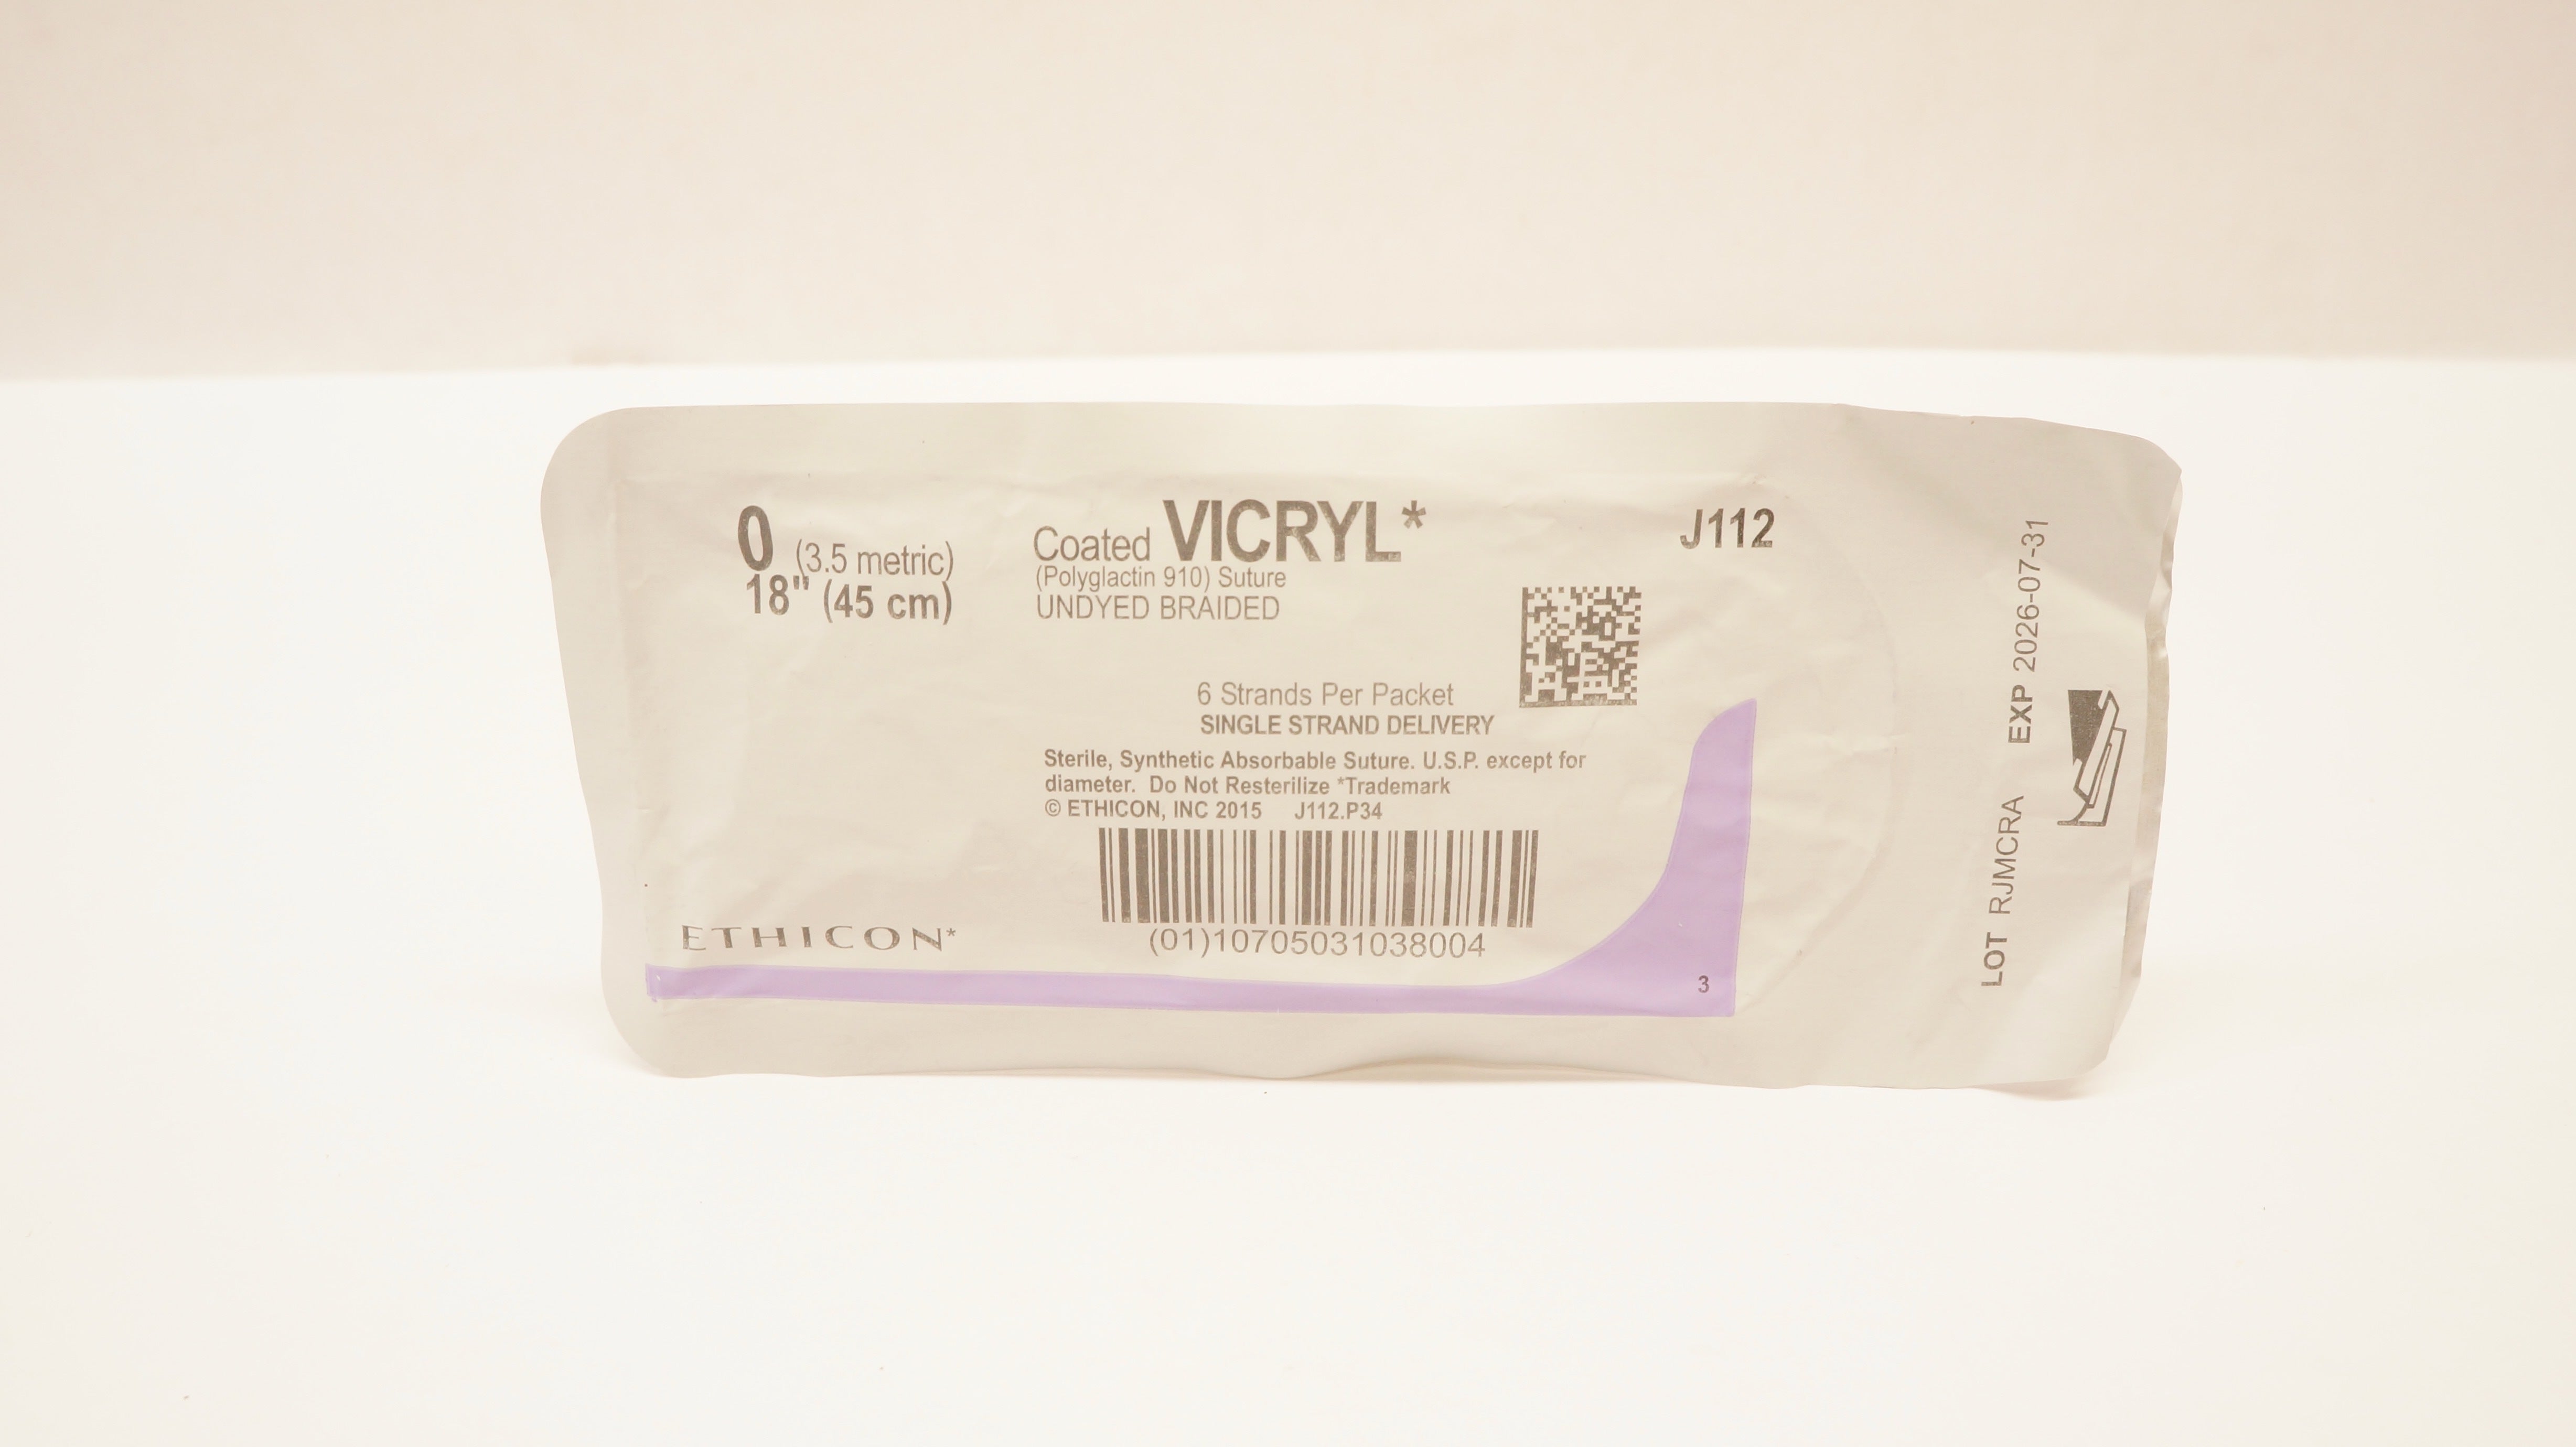 0 (3.5 metric)
18" (45 cm)
Coated VICRYL*
(Polyglactin 910) Suture
UNDYED BRAIDED
J112
6 Strands Per Packet
SINGLE STRAND DELIVERY
Sterile, Synthetic Absorbable Suture. U.S.P. except for
diameter. Do Not Resterilize *Trademark
© ETHICON, INC 2015 J112.P34
(01)10705031038004
ETHICON*
3
LOT RJMCRA EXP 2026-07-31